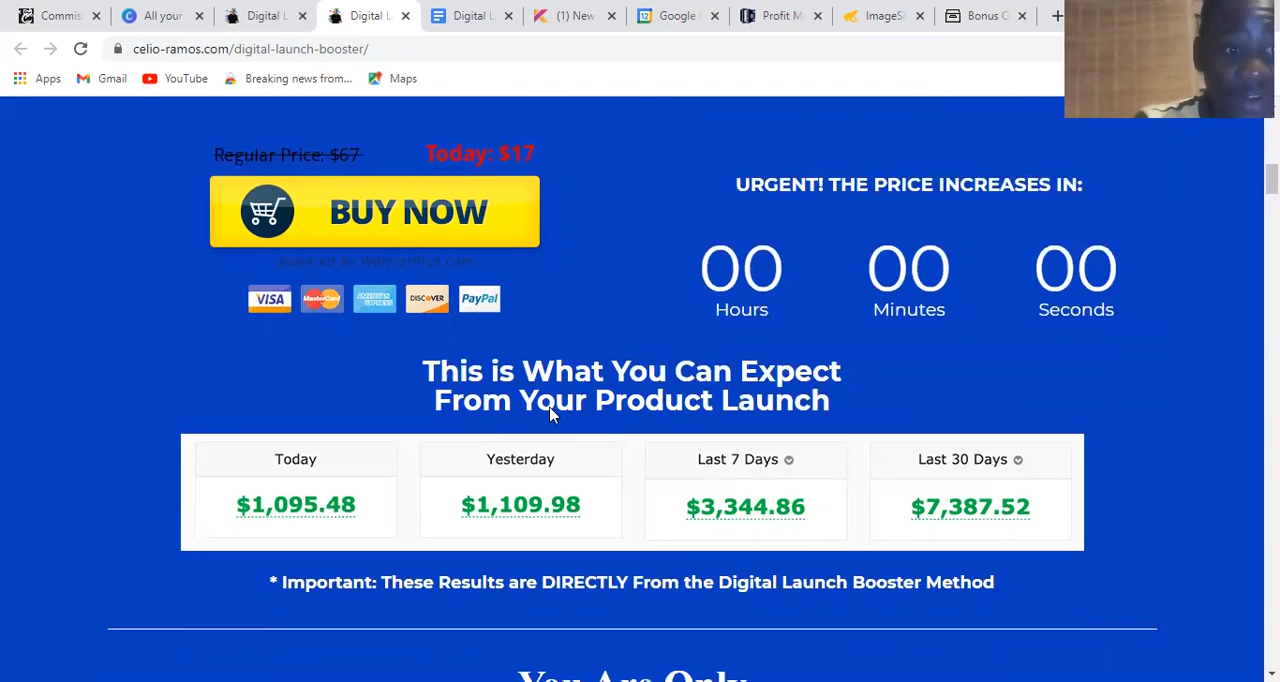 Commis
All your
Digital L
Digital L
Digital L
(1) New
Google
Profit M
ImageS
Bonus C
celio-ramos.com/digital-launch-booster/
Apps
Gmail
YouTube
Breaking news from...
Maps
Regular Price: $67
Today: $17
BUY NOW
powered by WarriorPlus.com
VISA
MasterCard
AMERICAN EXPRESS
DISCOVER
PayPal
URGENT! THE PRICE INCREASES IN:
00 00 00
Hours Minutes Seconds
This is What You Can Expect
From Your Product Launch
Today Yesterday Last 7 Days Last 30 Days
$1,095.48 $1,109.98 $3,344.86 $7,387.52
* Important: These Results are DIRECTLY From the Digital Launch Booster Method
You Are Only